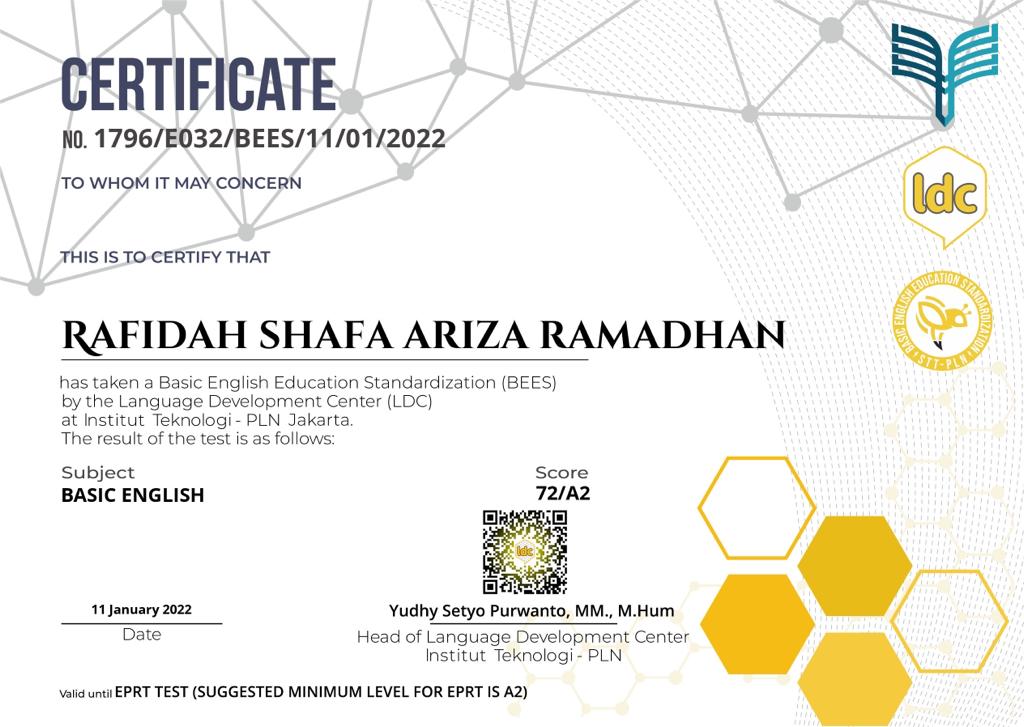 CERTIFICATE
NO. 1796/E032/BEES/11/01/2022
TO WHOM IT MAY CONCERN
THIS IS TO CERTIFY THAT
RAFIDAH SHAFA ARIZA RAMADHAN
has taken a Basic English Education Standardization (BEES)
by the Language Development Center (LDC)
at Institut Teknologi - PLN Jakarta.
The result of the test is as follows:
Subject Score
BASIC ENGLISH 72/A2
ldc
11 January 2022 Yudhy Setyo Purwanto, MM., M.Hum
Date Head of Language Development Center
Institut Teknologi - PLN
Valid until EPRT TEST (SUGGESTED MINIMUM LEVEL FOR EPRT IS A2)
ldc
BASIC ENGLISH EDUCATION STANDARDIZATION
STT-PLN